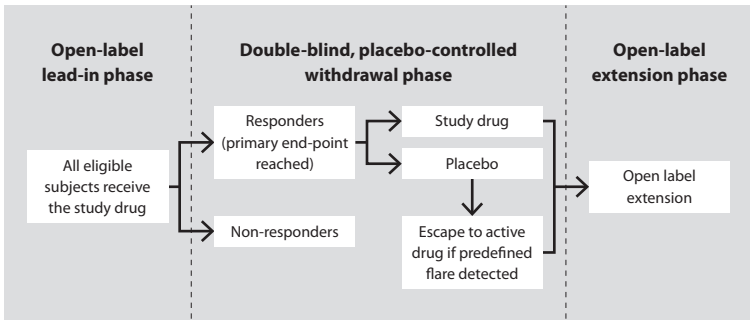 Open-label
lead-in phase
Double-blind, placebo-controlled
withdrawal phase
Open-label
extension phase
All eligible
subjects receive
the study drug
Responders
(primary end-point
reached)
Non-responders
Study drug
Placebo
Escape to active
drug if predefined
flare detected
Open label
extension